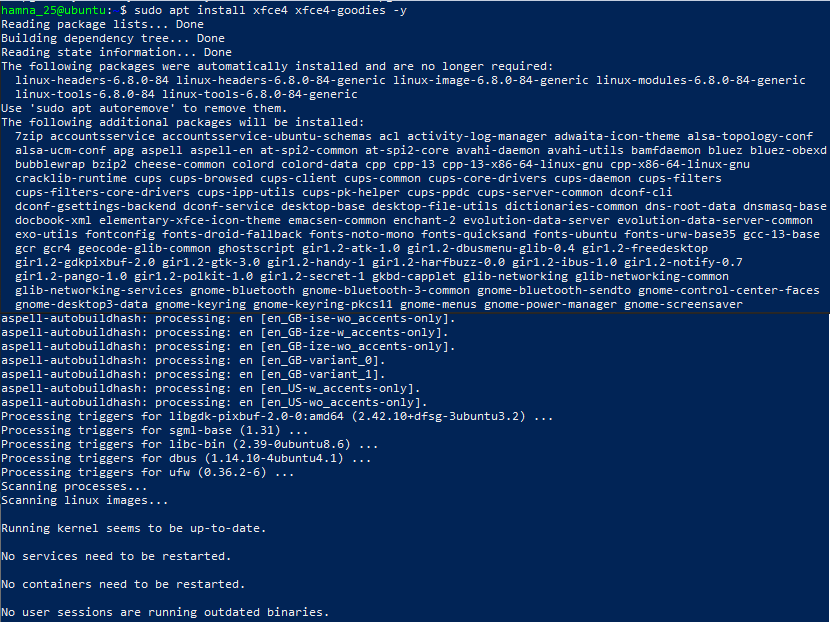 hamna_25@ubuntu: $ sudo apt install xfce4 xfce4-goodies -y
Reading package lists... Done
Building dependency tree... Done
Reading state information... Done
The following packages were automatically installed and are no longer required:
linux-headers-6.8.0-84 linux-headers-6.8.0-84-generic linux-image-6.8.0-84-generic linux-modules-6.8.0-84-generic
linux-tools-6.8.0-84 linux-tools-6.8.0-84-generic
Use 'sudo apt autoremove' to remove them.
The following additional packages will be installed:
7zip accountsservice accountsservice-ubuntu-schemas acl activity-log-manager adwaita-icon-theme alsa-topology-conf
alsa-ucm-conf apg aspell aspell-en at-spi2-common at-spi2-core avahi-daemon avahi-utils bamfdaemon bluez bluez-obexd
bubblewrap bzip2 cheese-common colord colord-data cpp cpp-13 cpp-13-x86-64-linux-gnu cpp-x86-64-linux-gnu
cracklib-runtime cups cups-browsed cups-client cups-common cups-core-drivers cups-daemon cups-filters
cups-filters-core-drivers cups-ipp-utils cups-pk-helper cups-ppdc cups-server-common dconf-cli
dconf-gsettings-backend dconf-service desktop-base desktop-file-utils dictionaries-common dns-root-data dnsmasq-base
docbook-xml elementary-xfce-icon-theme emacsen-common enchant-2 evolution-data-server evolution-data-server-common
exo-utils fontconfig fonts-droid-fallback fonts-noto-mono fonts-quicksand fonts-ubuntu fonts-urw-base35 gcc-13-base
gcr gcr4 geocode-glib-common ghostscript gir1.2-atk-1.0 gir1.2-dbusmenu-glib-0.4 gir1.2-freedesktop
gir1.2-gdkpixbuf-2.0 gir1.2-gtk-3.0 gir1.2-handy-1 gir1.2-harfbuzz-0.0 gir1.2-ibus-1.0 gir1.2-notify-0.7
gir1.2-pango-1.0 gir1.2-polkit-1.0 gir1.2-secret-1 gkbd-capplet glib-networking glib-networking-common
glib-networking-services gnome-bluetooth gnome-bluetooth-3-common gnome-bluetooth-sendto gnome-control-center-faces
gnome-desktop3-data gnome-keyring gnome-keyring-pkcs11 gnome-menus gnome-power-manager gnome-screensaver
aspell-autobuildhash: processing: en [en_GB-ise-wo_accents-only].
aspell-autobuildhash: processing: en [en_GB-ize-w_accents-only].
aspell-autobuildhash: processing: en [en_GB-ize-wo_accents-only].
aspell-autobuildhash: processing: en [en_GB-variant_0].
aspell-autobuildhash: processing: en [en_GB-variant_1].
aspell-autobuildhash: processing: en [en_US-w_accents-only].
aspell-autobuildhash: processing: en [en_US-wo_accents-only].
Processing triggers for libgdk-pixbuf-2.0-0:amd64 (2.42.10+dfsg-3ubuntu3.2) ...
Processing triggers for sgml-base (1.31) ...
Processing triggers for libc-bin (2.39-0ubuntu8.6) ...
Processing triggers for dbus (1.14.10-4ubuntu4.1) ...
Processing triggers for ufw (0.36.2-6) ...
Scanning processes...
Scanning linux images...
Running kernel seems to be up-to-date.
No services need to be restarted.
No containers need to be restarted.
No user sessions are running outdated binaries.